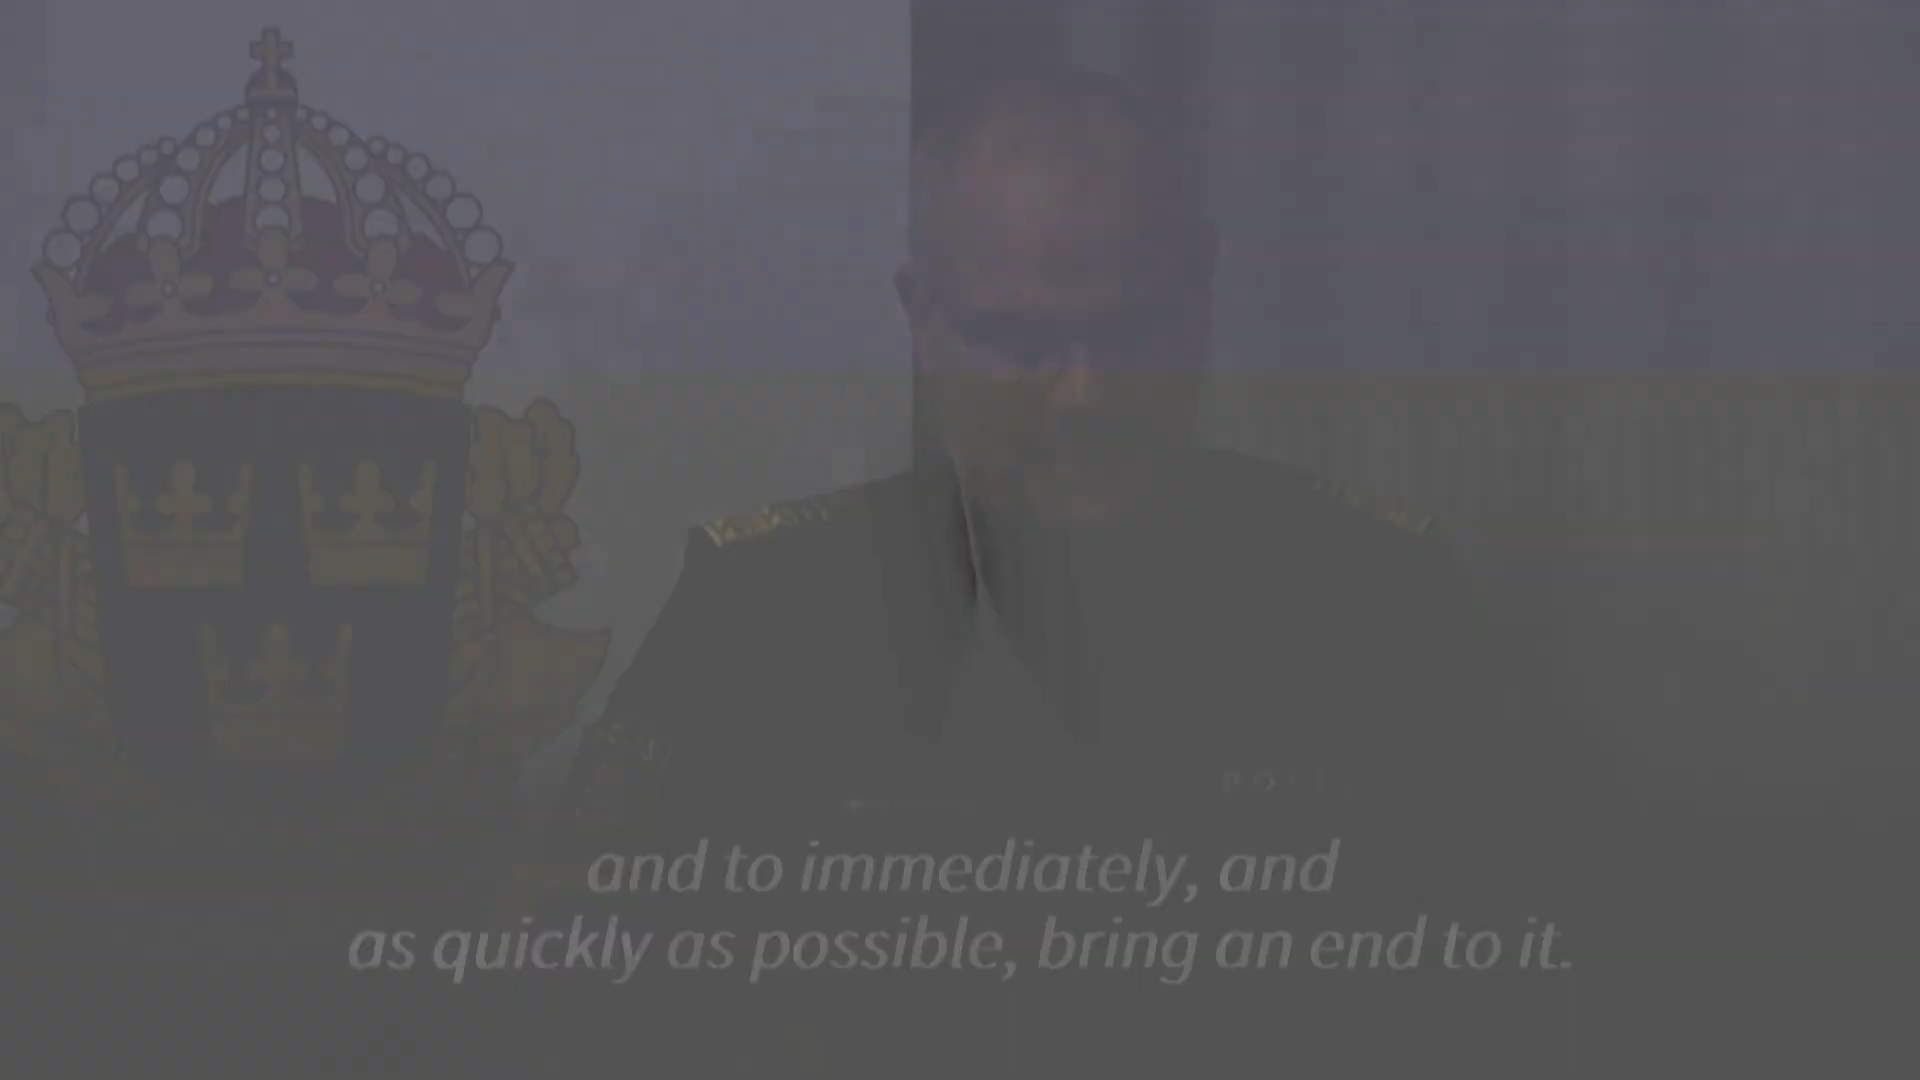 and to immediately, and
as quickly as possible, bring an end to it.